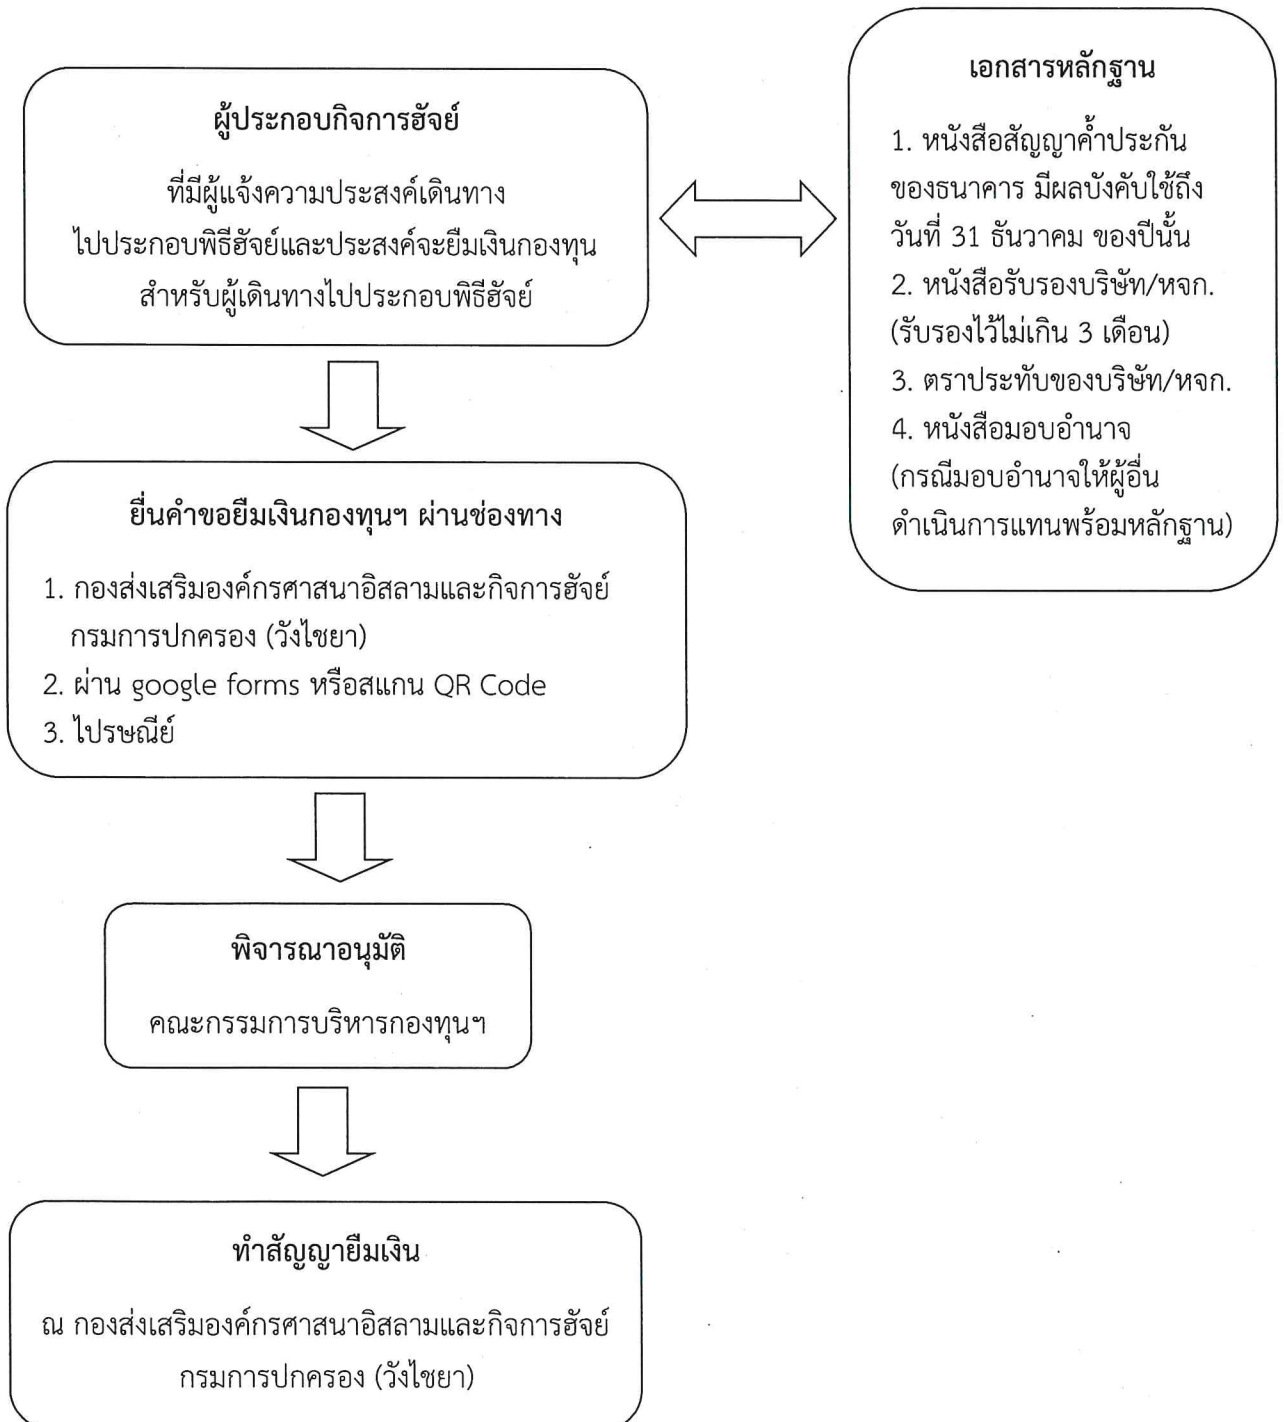 ผู้ประกอบกิจการฮัจย์
ที่มีผู้แจ้งความประสงค์เดินทาง
ไปประกอบพิธีฮัจย์และประสงค์จะยืมเงินกองทุน
สำหรับผู้เดินทางไปประกอบพิธีฮัจย์
เอกสารหลักฐาน
1. หนังสือสัญญาค้ำประกัน
ของธนาคาร มีผลบังคับใช้ถึง
วันที่ 31 ธันวาคม ของปีนั้น
2. หนังสือรับรองบริษัท/หจก.
(รับรองไว้ไม่เกิน 3 เดือน)
3. ตราประทับของบริษัท/หจก.
4. หนังสือมอบอำนาจ
(กรณีมอบอำนาจให้ผู้อื่น
ดำเนินการแทนพร้อมหลักฐาน)
ยื่นคำขอยืมเงินกองทุนฯ ผ่านช่องทาง
1. กองส่งเสริมองค์กรศาสนาอิสลามและกิจการฮัจย์
กรมการปกครอง (วังไชยา)
2. ผ่าน google forms หรือสแกน QR Code
3. ไปรษณีย์
พิจารณาอนุมัติ
คณะกรรมการบริหารกองทุนฯ
ทำสัญญายืมเงิน
ณ กองส่งเสริมองค์กรศาสนาอิสลามและกิจการฮัจย์
กรมการปกครอง (วังไชยา)